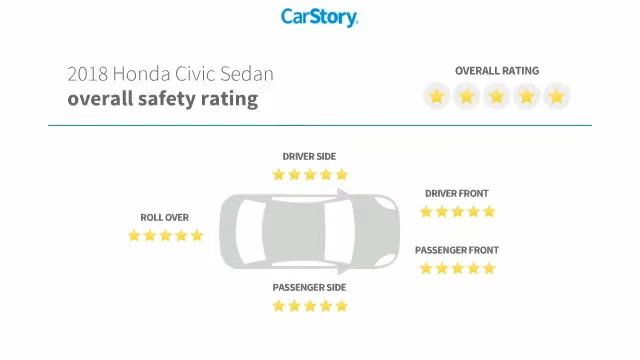 CarStory
2018 Honda Civic Sedan
overall safety rating
OVERALL RATING
DRIVER SIDE
DRIVER FRONT
ROLL OVER
PASSENGER FRONT
PASSENGER SIDE